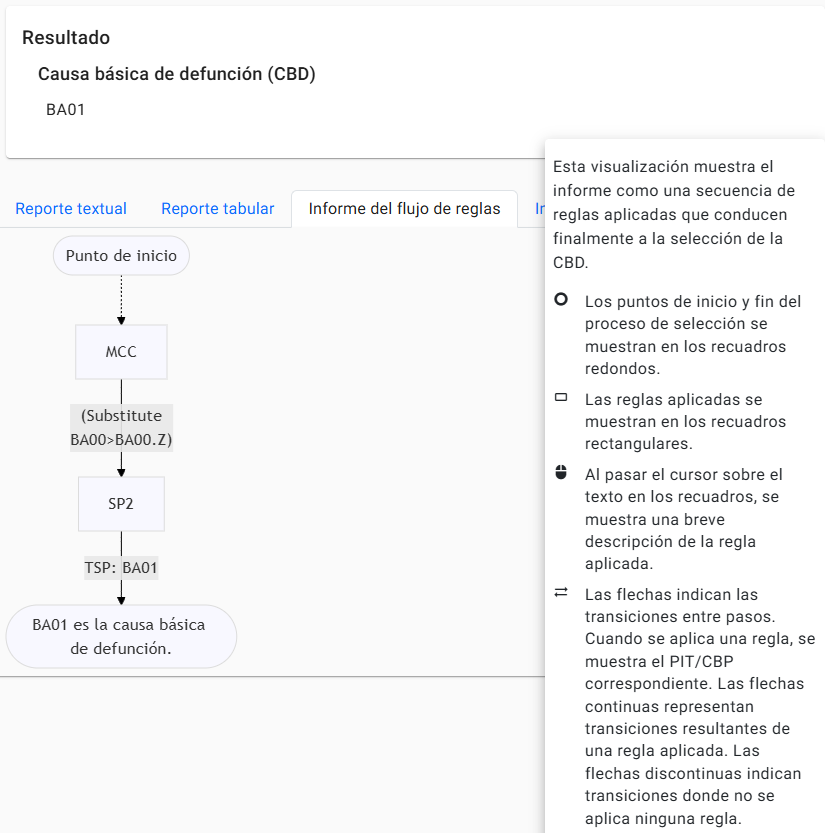 Resultado
Causa básica de defunción (CBD)
BA01
Reporte textual
Reporte tabular
Informe del flujo de reglas
Punto de inicio
MCC
(Substitute
BA00>BA00.Z)
SP2
TSP: BA01
BA01 es la causa básica
de defunción.
Esta visualización muestra el
informe como una secuencia de
reglas aplicadas que conducen
finalmente a la selección de la
CBD.
Los puntos de inicio y fin del
proceso de selección se
muestran en los recuadros
redondos.
Las reglas aplicadas se
muestran en los recuadros
rectangulares.
Al pasar el cursor sobre el
texto en los recuadros, se
muestra una breve
descripción de la regla
aplicada.
Las flechas indican las
transiciones entre pasos.
Cuando se aplica una regla, se
muestra el PIT/CBP
correspondiente. Las flechas
continuas representan
transiciones resultantes de
una regla aplicada. Las
flechas discontinuas indican
transiciones donde no se
aplica ninguna regla.